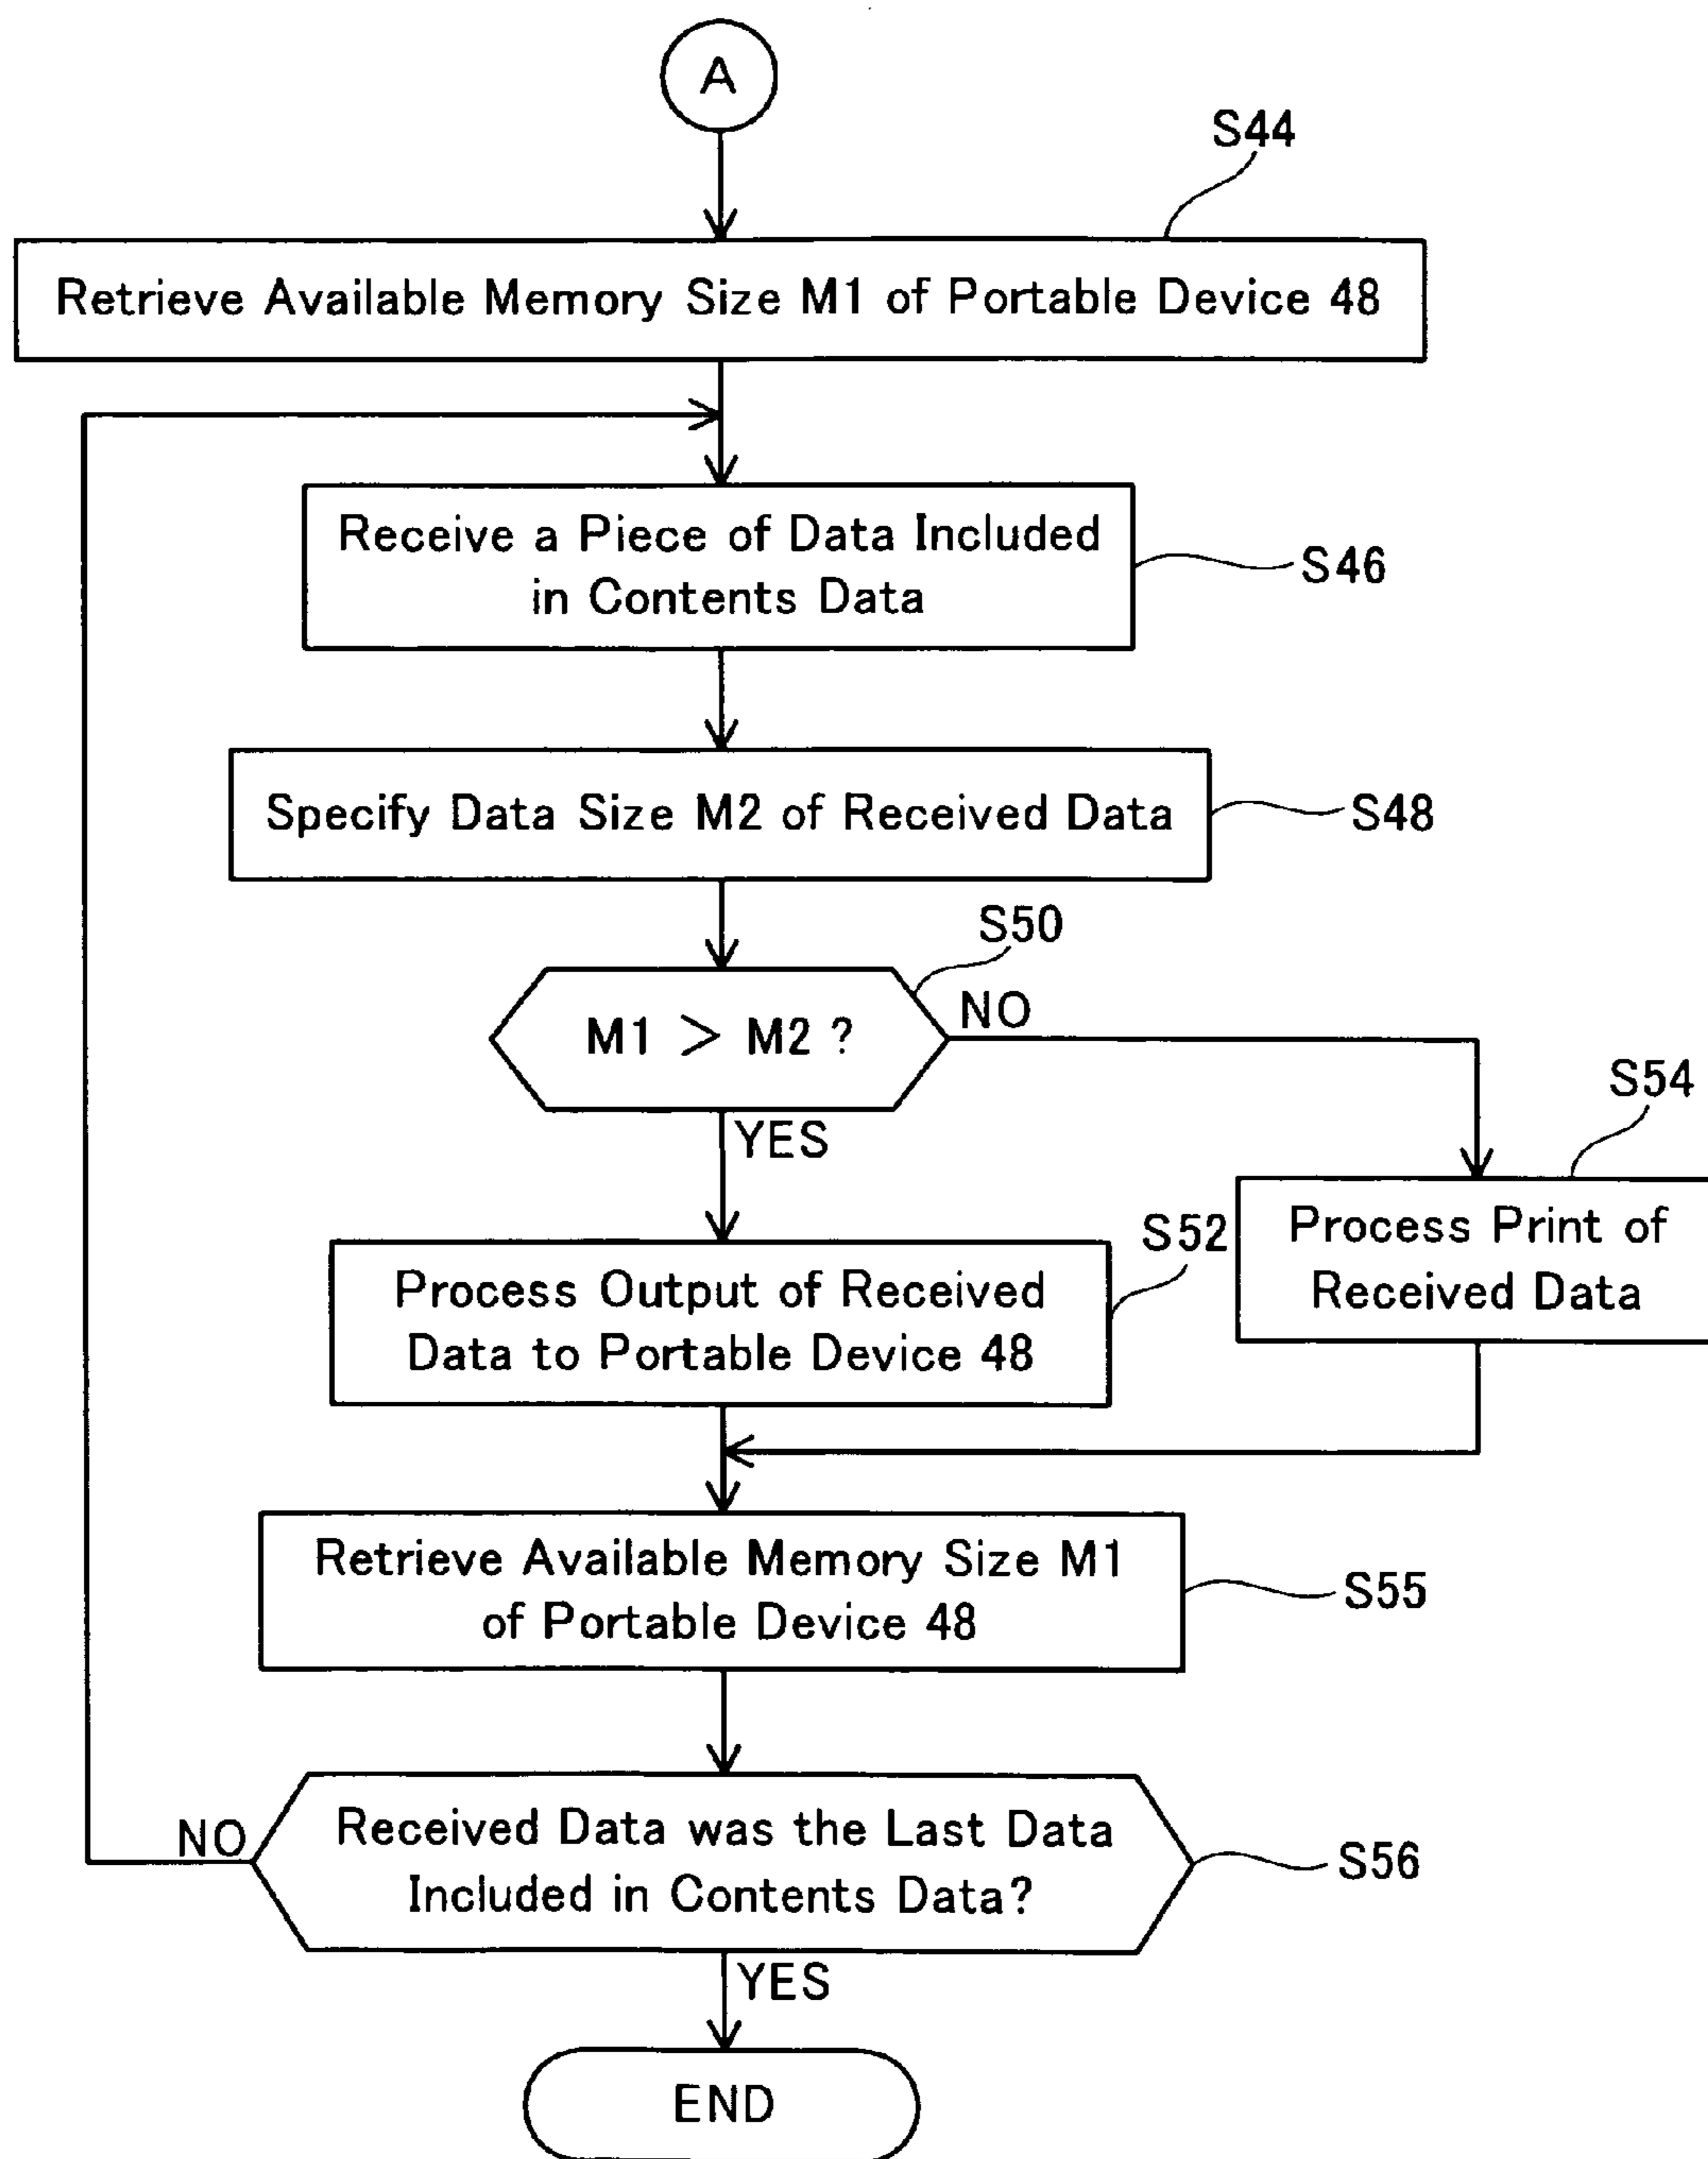 A
S44
Retrieve Available Memory Size M1 of Portable Device 48
Receive a Piece of Data Included
in Contents Data
S46
Specify Data Size M2 of Received Data
S48
S50
M1 > M2 ?
NO
YES
S54
Process Print of
Received Data
S52
Process Output of Received
Data to Portable Device 48
Retrieve Available Memory Size M1
of Portable Device 48
S55
NO
Received Data was the Last Data
Included in Contents Data?
S56
YES
END